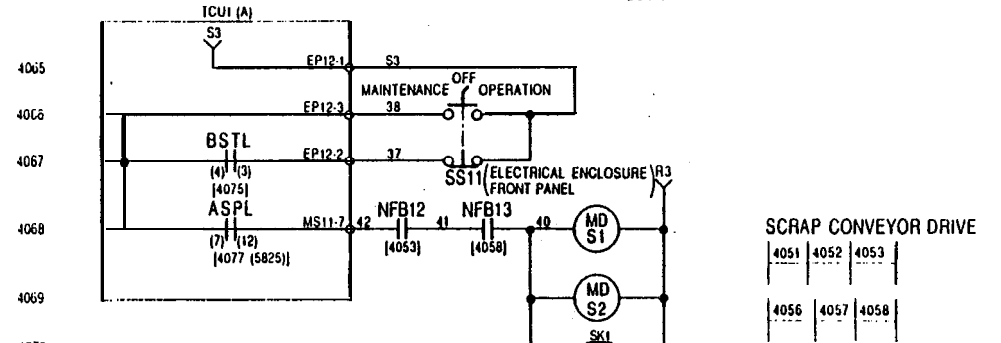 TCU1 (A)
S3
4065 EP12-1 S3
OFF
MAINTENANCE OPERATION
4066 EP12-3 38
BSTL
4067 EP12-2 37
(4) (3)
[4075]
SS11 (ELECTRICAL ENCLOSURE FRONT PANEL) R3
ASPL NFB12 NFB13
4068 MS11-7 42 41 40 MD S1
(7) (12) [4053] [4058]
[4077 (5825)]
SCRAP CONVEYOR DRIVE
4051 4052 4053
4069 MD S2
4056 4057 4058
SK1